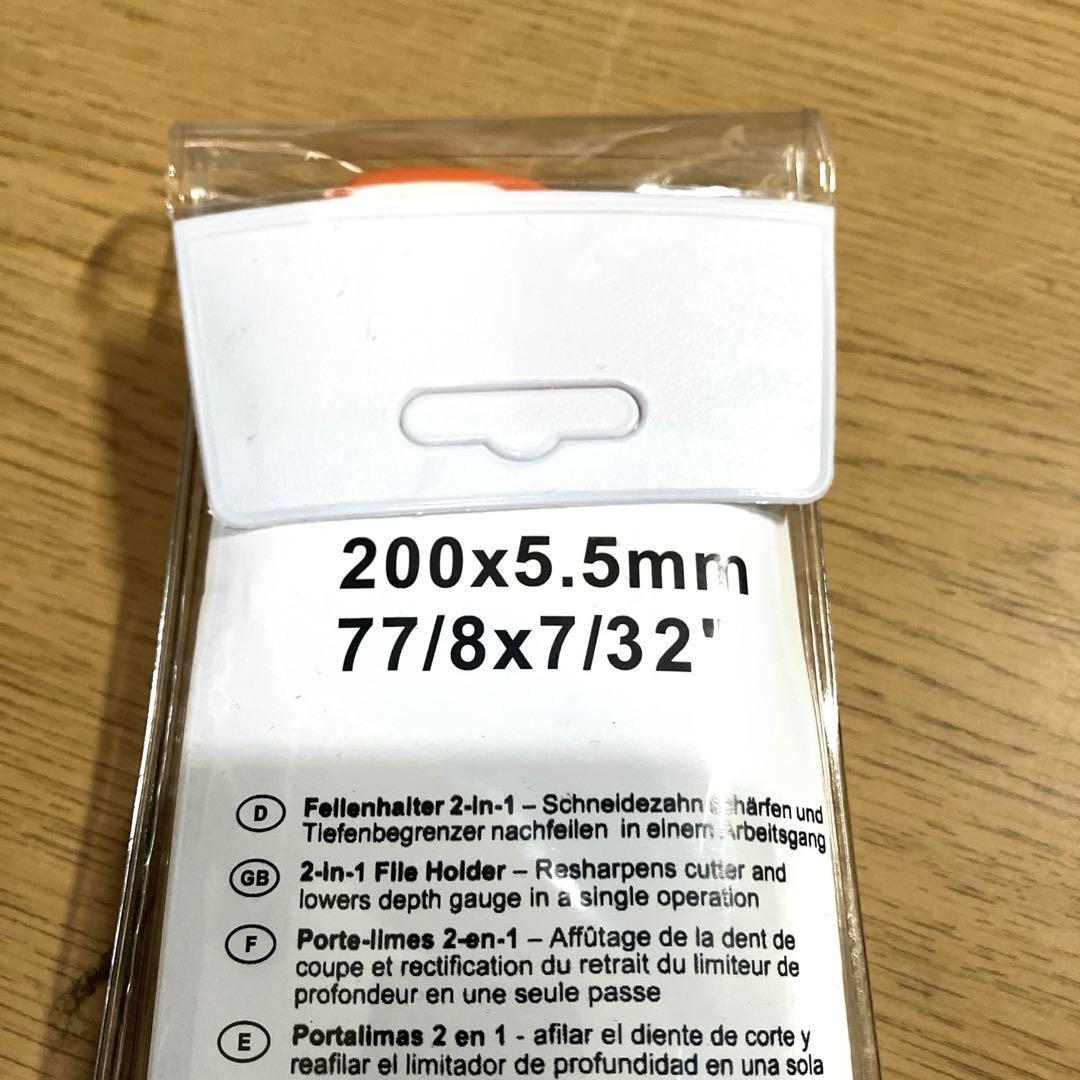 200x5.5mm
77/8x7/32"
D Fellenhalter 2-in-1 – Schneidezahn schärfen und
Tiefenbegrenzer nachfellen in elnem Arbeitsgang
GB 2-in-1 File Holder – Resharpens cutter and
lowers depth gauge in a single operation
F Porte-limes 2-en-1 – Affûtage de la dent de
coupe et rectification du retrait du limiteur de
profondeur en une seule passe
E Portalimas 2 en 1 - afilar el diente de corte y
reafilar el limitador de profundidad en una sola